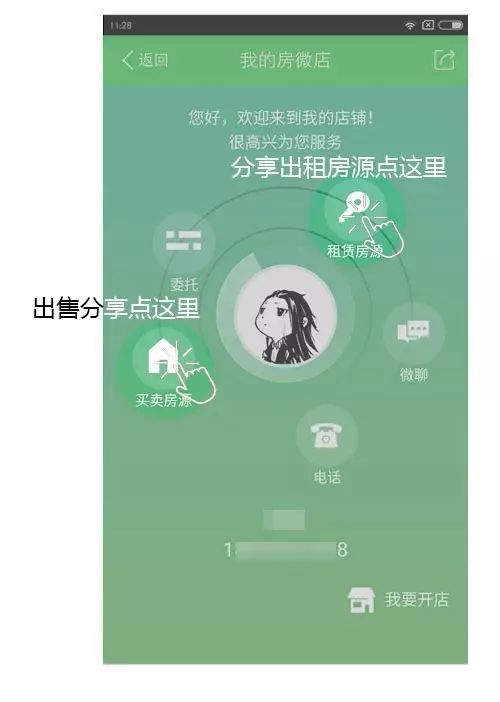 11:28
返回
我的房微店
您好，欢迎来到我的店铺！
很高兴为您服务
分享出租房源点这里
租赁房源
委托
出售分享点这里
微聊
买卖房源
电话
1 8
我要开店